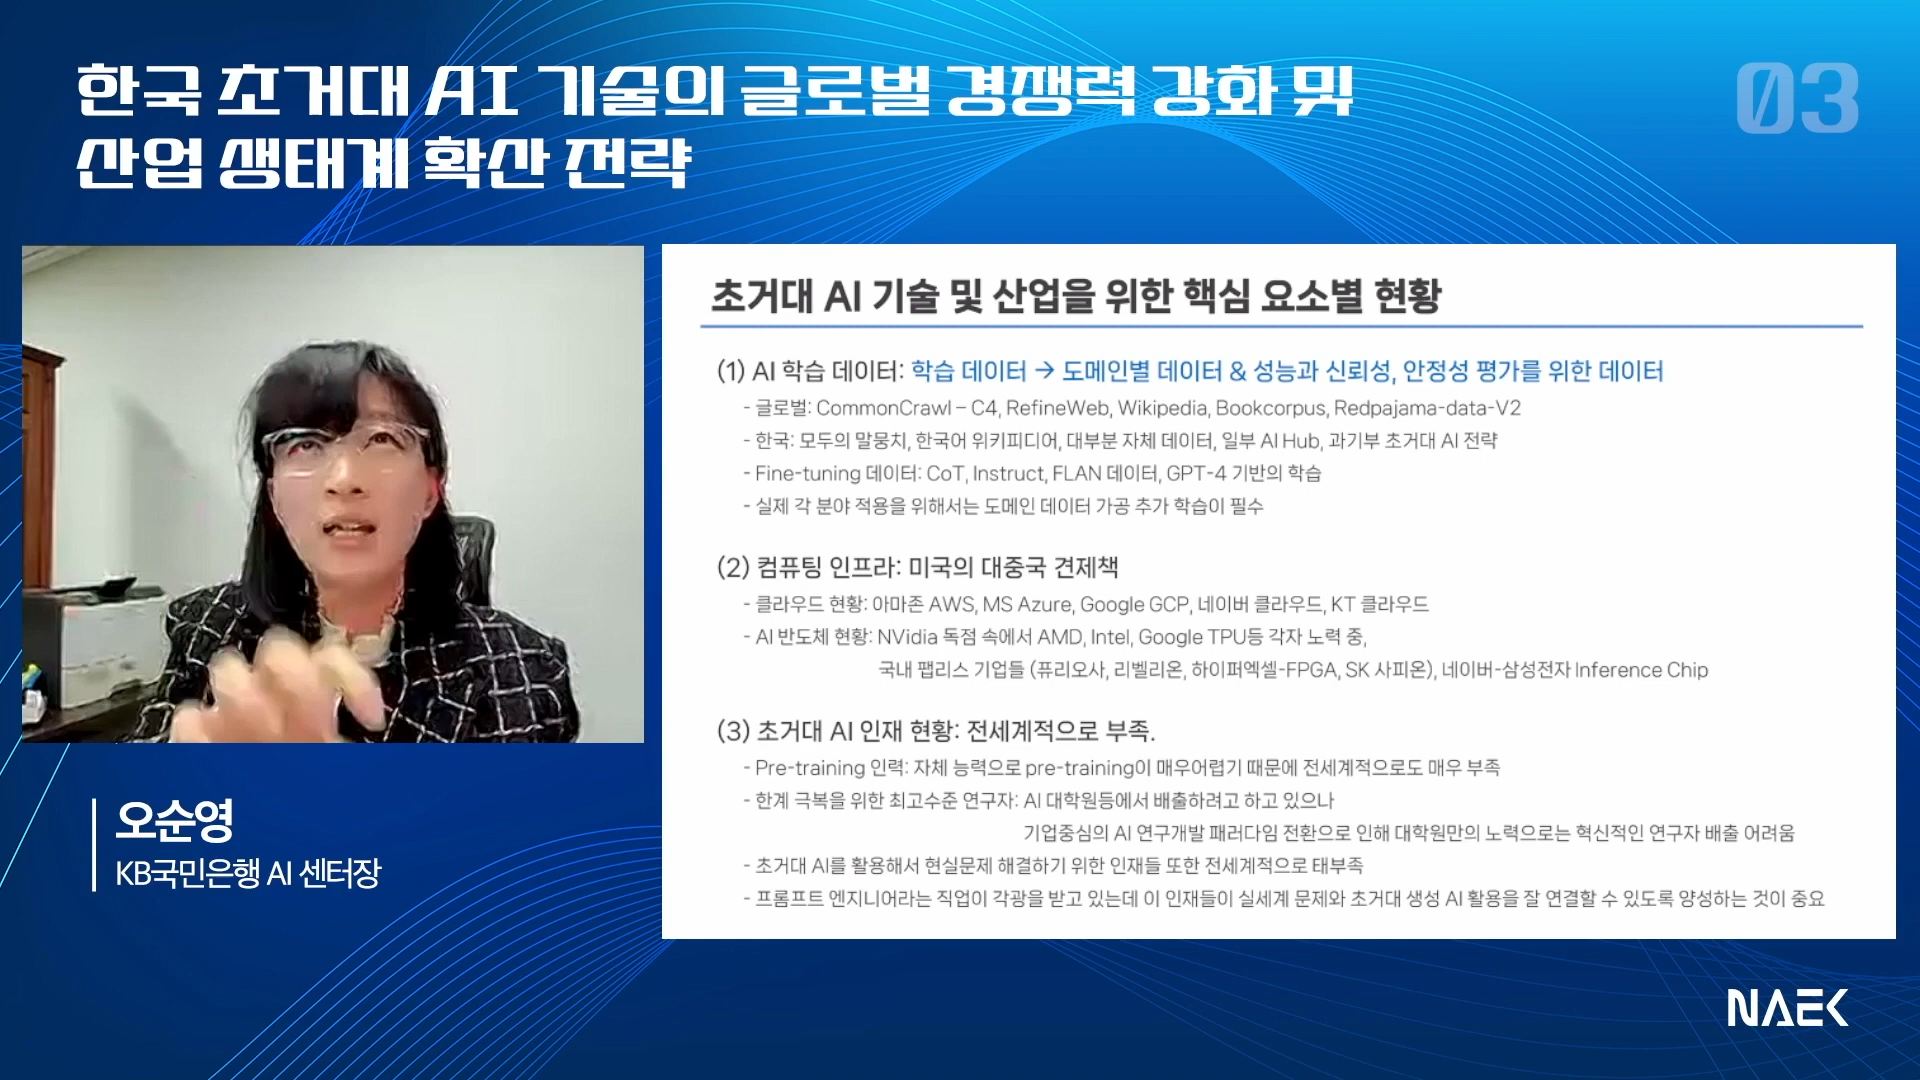 한국 초거대 AI 기술의 글로벌 경쟁력 강화 및
산업 생태계 확산 전략
03
초거대 AI 기술 및 산업을 위한 핵심 요소별 현황
(1) AI 학습 데이터: 학습 데이터 → 도메인별 데이터 & 성능과 신뢰성, 안정성 평가를 위한 데이터
- 글로벌: CommonCrawl – C4, RefineWeb, Wikipedia, Bookcorpus, Redpajama-data-V2
- 한국: 모두의 말뭉치, 한국어 위키피디어, 대부분 자체 데이터, 일부 AI Hub, 과기부 초거대 AI 전략
- Fine-tuning 데이터: CoT, Instruct, FLAN 데이터, GPT-4 기반의 학습
- 실제 각 분야 적용을 위해서는 도메인 데이터 가공 추가 학습이 필수
(2) 컴퓨팅 인프라: 미국의 대중국 견제책
- 클라우드 현황: 아마존 AWS, MS Azure, Google GCP, 네이버 클라우드, KT 클라우드
- AI 반도체 현황: NVidia 독점 속에서 AMD, Intel, Google TPU등 각자 노력 중,
국내 팹리스 기업들 (퓨리오사, 리벨리온, 하이퍼엑셀-FPGA, SK 사피온), 네이버-삼성전자 Inference Chip
(3) 초거대 AI 인재 현황: 전세계적으로 부족.
- Pre-training 인력: 자체 능력으로 pre-training이 매우어렵기 때문에 전세계적으로도 매우 부족
- 한계 극복을 위한 최고수준 연구자: AI 대학원등에서 배출하려고 하고 있으나
기업중심의 AI 연구개발 패러다임 전환으로 인해 대학원만의 노력으로는 혁신적인 연구자 배출 어려움
- 초거대 AI를 활용해서 현실문제 해결하기 위한 인재들 또한 전세계적으로 태부족
- 프롬프트 엔지니어라는 직업이 각광을 받고 있는데 이 인재들이 실세계 문제와 초거대 생성 AI 활용을 잘 연결할 수 있도록 양성하는 것이 중요
오순영
KB국민은행 AI 센터장
NAEK